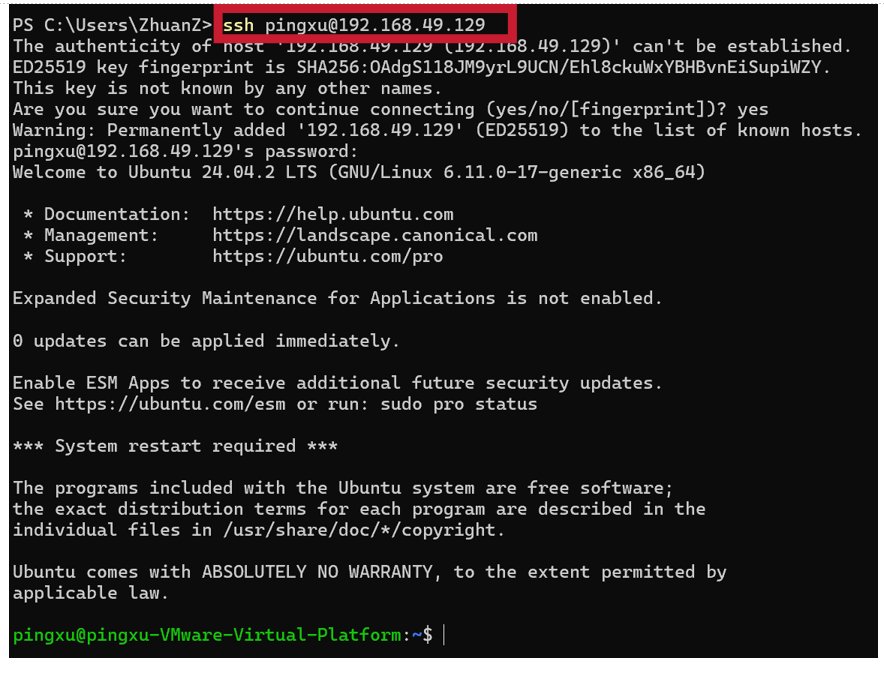 PS C:\Users\ZhuanZ> ssh pingxu@192.168.49.129
The authenticity of host '192.168.49.129 (192.168.49.129)' can't be established.
ED25519 key fingerprint is SHA256:OAdgS118JM9yrL9UCN/Ehl8ckuWxYBHBvnEiSupiWZY.
This key is not known by any other names.
Are you sure you want to continue connecting (yes/no/[fingerprint])? yes
Warning: Permanently added '192.168.49.129' (ED25519) to the list of known hosts.
pingxu@192.168.49.129's password:
Welcome to Ubuntu 24.04.2 LTS (GNU/Linux 6.11.0-17-generic x86_64)

 * Documentation:  https://help.ubuntu.com
 * Management:     https://landscape.canonical.com
 * Support:        https://ubuntu.com/pro

Expanded Security Maintenance for Applications is not enabled.

0 updates can be applied immediately.

Enable ESM Apps to receive additional future security updates.
See https://ubuntu.com/esm or run: sudo pro status

*** System restart required ***

The programs included with the Ubuntu system are free software;
the exact distribution terms for each program are described in the
individual files in /usr/share/doc/*/copyright.

Ubuntu comes with ABSOLUTELY NO WARRANTY, to the extent permitted by
applicable law.

pingxu@pingxu-VMware-Virtual-Platform:~$